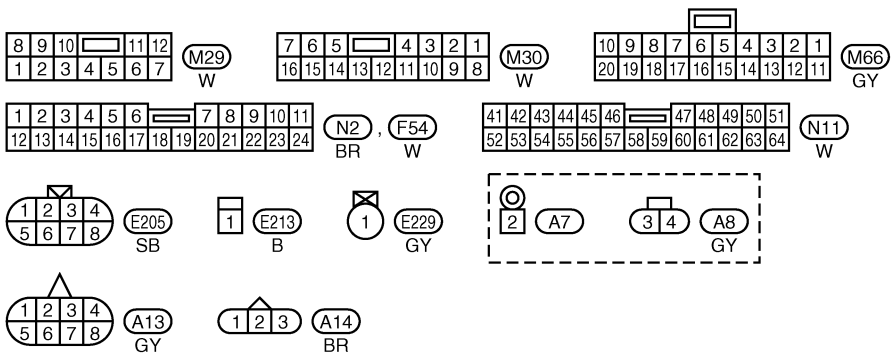 8 9 10 11 12
1 2 3 4 5 6 7
M29
W
7 6 5 4 3 2 1
16 15 14 13 12 11 10 9 8
M30
W
10 9 8 7 6 5 4 3 2 1
20 19 18 17 16 15 14 13 12 11
M66
GY
1 2 3 4 5 6 7 8 9 10 11
12 13 14 15 16 17 18 19 20 21 22 23 24
N2 , F54
BR W
41 42 43 44 45 46 47 48 49 50 51
52 53 54 55 56 57 58 59 60 61 62 63 64
N11
W
1 2 3 4
5 6 7 8
E205
SB
1
E213
B
1
E229
GY
2
A7
3 4
A8
GY
1 2 3 4
5 6 7 8
A13
GY
1 2 3
A14
BR